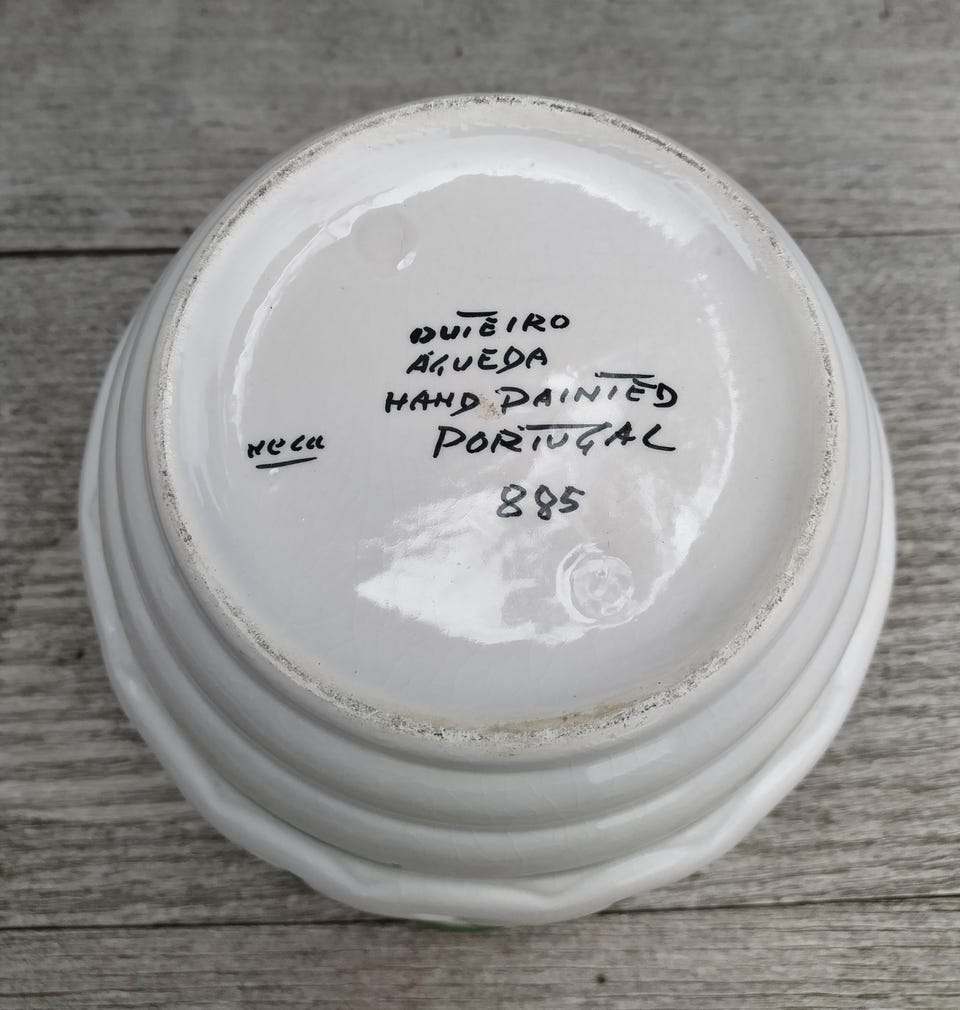 OUTEIRO
ÁGUEDA
HAND PAINTED
PORTUGAL
885